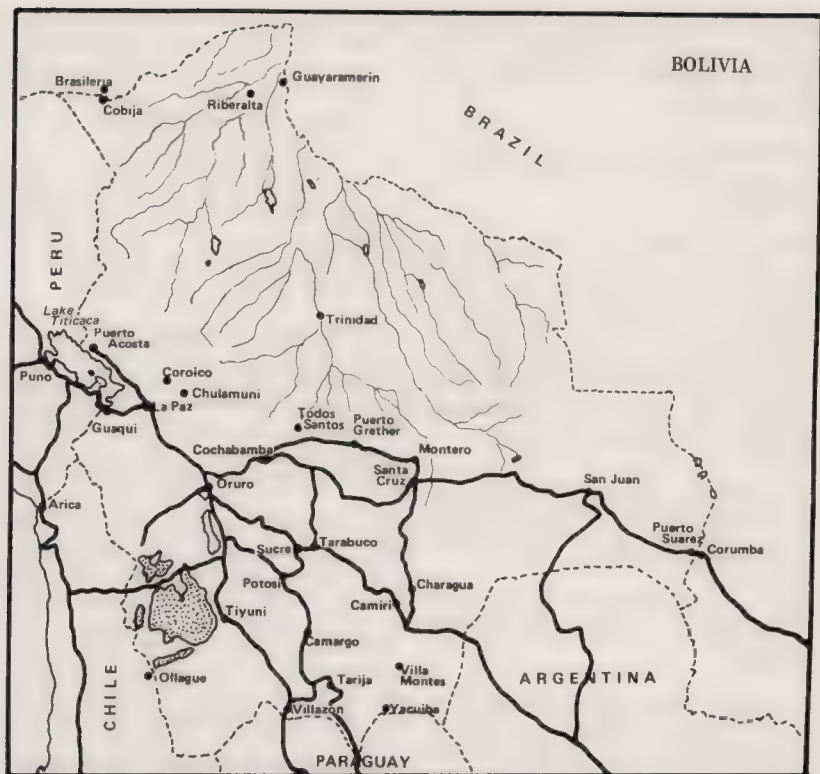 BOLIVIA
Brasileria
Cobija
Riberalta
Guayaramerin
BRAZIL
PERU
Lake
Titicaca
Puerto
Acosta
Trinidad
Puno
Coroico
Chulamuni
La Paz
Guaqui
Todos
Santos
Puerto
Grether
Cochabamba
Montero
Santa
Cruz
Oruro
San Juan
Arica
Puerto
Suarez
Corumba
Sucre
Tarabuco
Potosi
Charagua
Camiri
Tiyuni
Camargo
CHILE
Ollague
Villa
Montes
ARGENTINA
Tarija
Villazon
Yacuiba
PARAGUAY